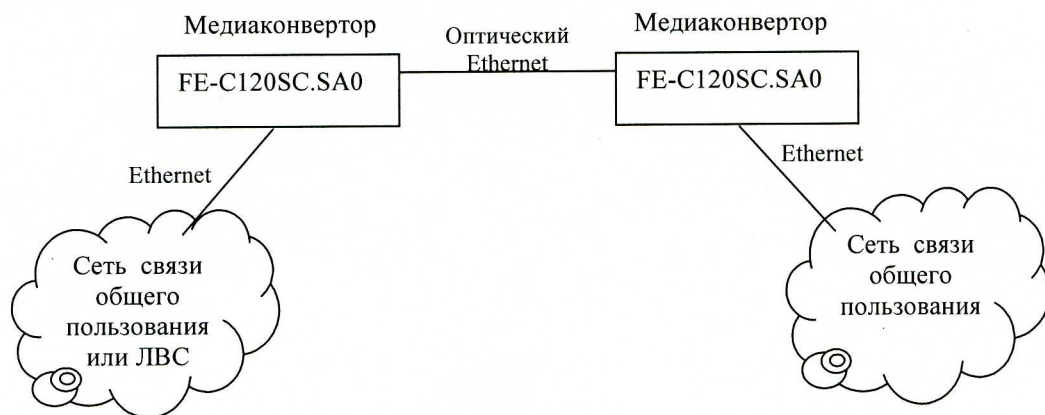 Медиаконвертор
Оптический
Ethernet
Медиаконвертор
FE-C120SC.SA0
FE-C120SC.SA0
Ethernet
Ethernet
Сеть связи
общего
пользования
или ЛВС
Сеть связи
общего
пользования